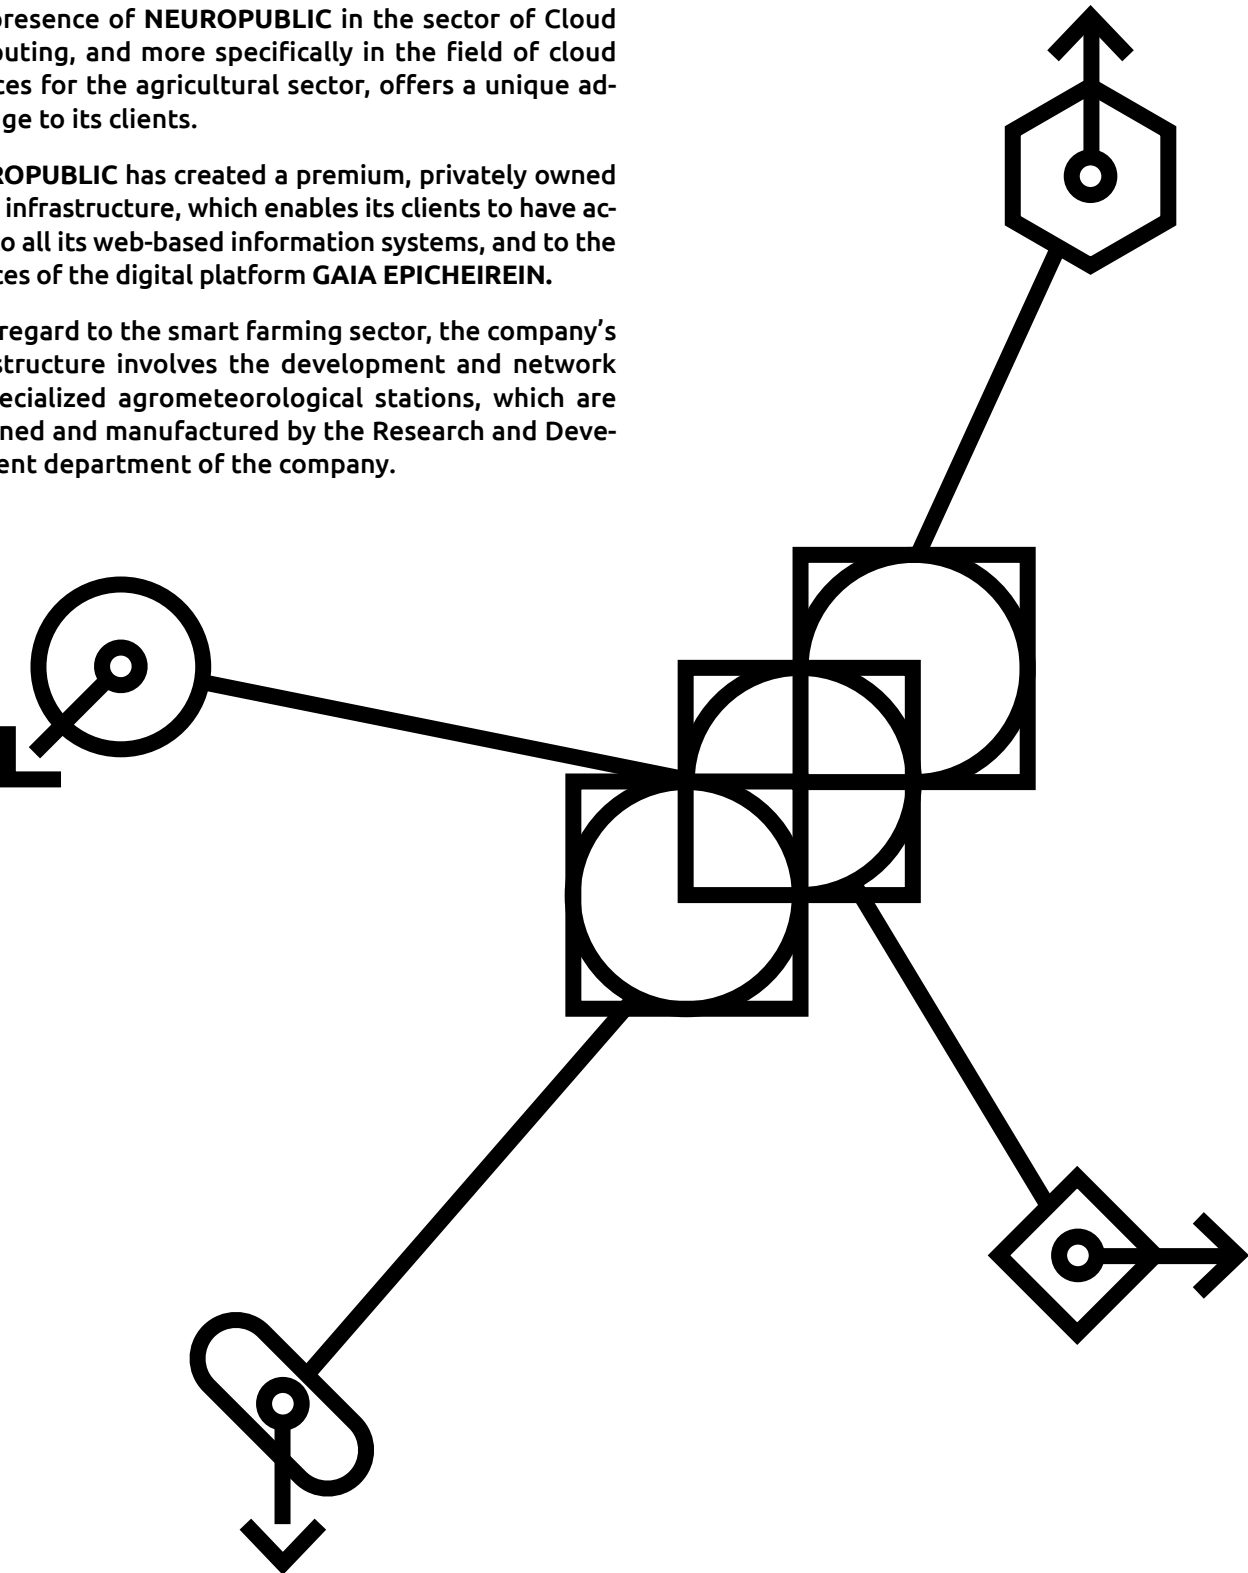 presence of NEUROPUBLIC in the sector of Cloud
puting, and more specifically in the field of cloud
ces for the agricultural sector, offers a unique ad-
ge to its clients.
ROPUBLIC has created a premium, privately owned
infrastructure, which enables its clients to have ac-
o all its web-based information systems, and to the
ces of the digital platform GAIA EPICHEIREIN.
regard to the smart farming sector, the company’s
structure involves the development and network
pecialized agrometeorological stations, which are
ned and manufactured by the Research and Deve-
ent department of the company.